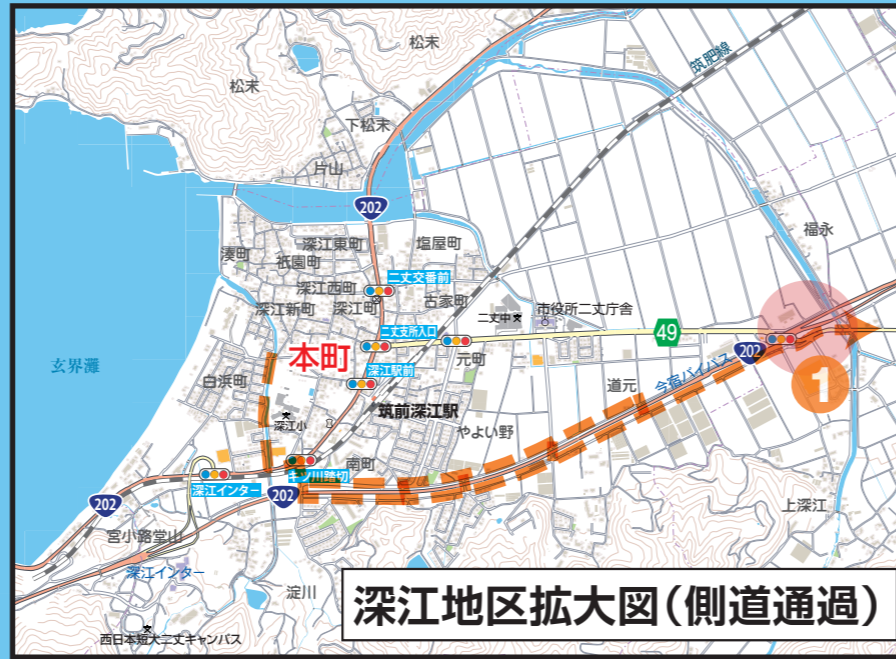 松末
松末
筑肥線
下松末
片山
202
福永
湊町
深江東町
祇園町
塩屋町
二丈交番前
深江西町
深江新町
深江町
古家町
二丈中
市役所二丈庁舎
二丈支所入口
49
本町
元町
202
今宿バイパス
玄界灘
白浜町
深江駅前
道元
1
筑前深江駅
深江小
やよい野
南町
キノ川踏切
深江インター
202
202
上深江
宮小路堂山
深江インター
淀川
西日本短大二丈キャンパス
深江地区拡大図(側道通過)